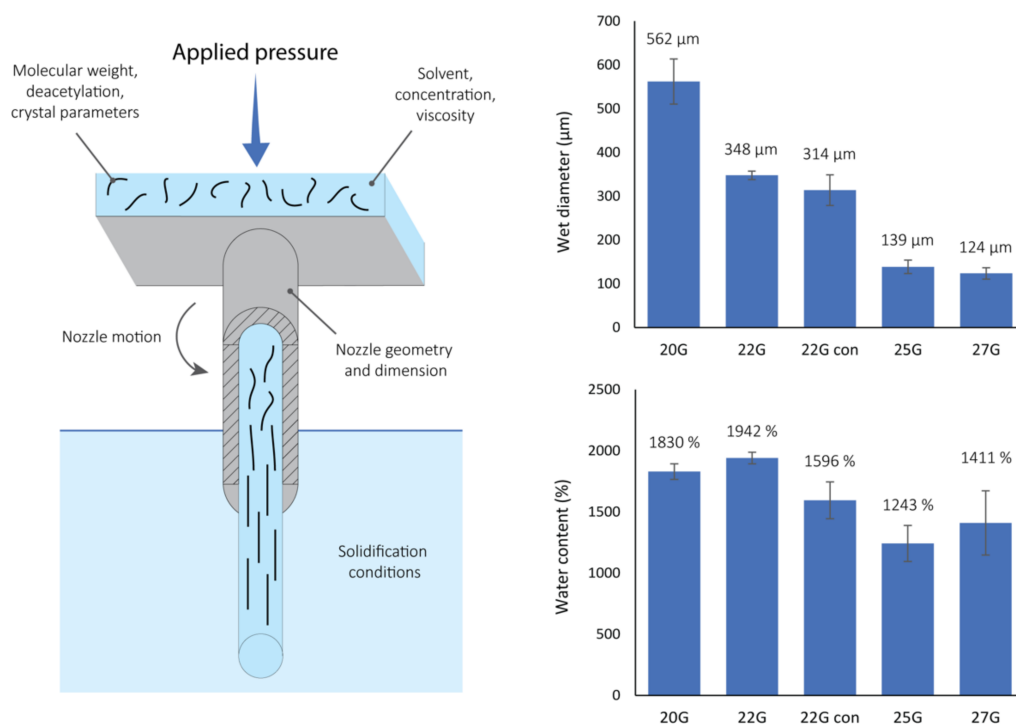 Applied pressure
Molecular weight,
deacetylation,
crystal parameters
Solvent,
concentration,
viscosity
Nozzle motion
Nozzle geometry
and dimension
Solidification
conditions
Wet diameter (µm)
700
600
500
400
300
200
100
0
562 µm
348 µm
314 µm
139 µm
124 µm
20G 22G 22G con 25G 27G
Water content (%)
2500
2000
1500
1000
500
0
1830 %
1942 %
1596 %
1243 %
1411 %
20G 22G 22G con 25G 27G